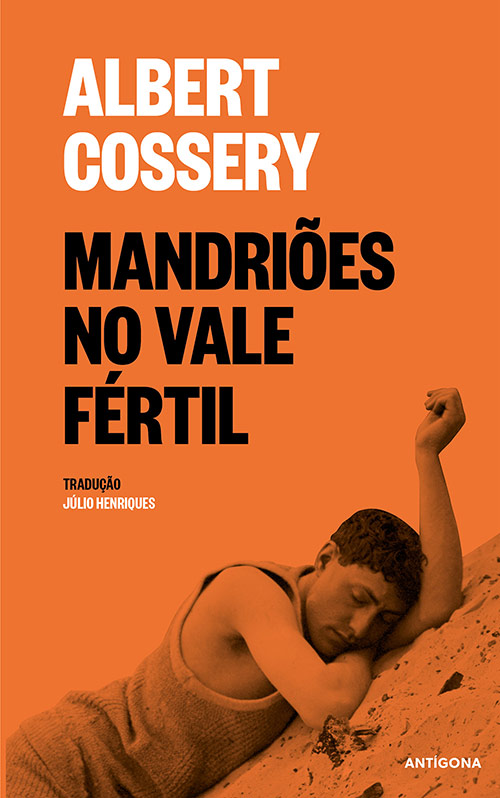 ALBERT
COSSERY
MANDRIÕES
NO VALE
FÉRTIL
TRADUÇÃO
JÚLIO HENRIQUES
ANTÍGONA